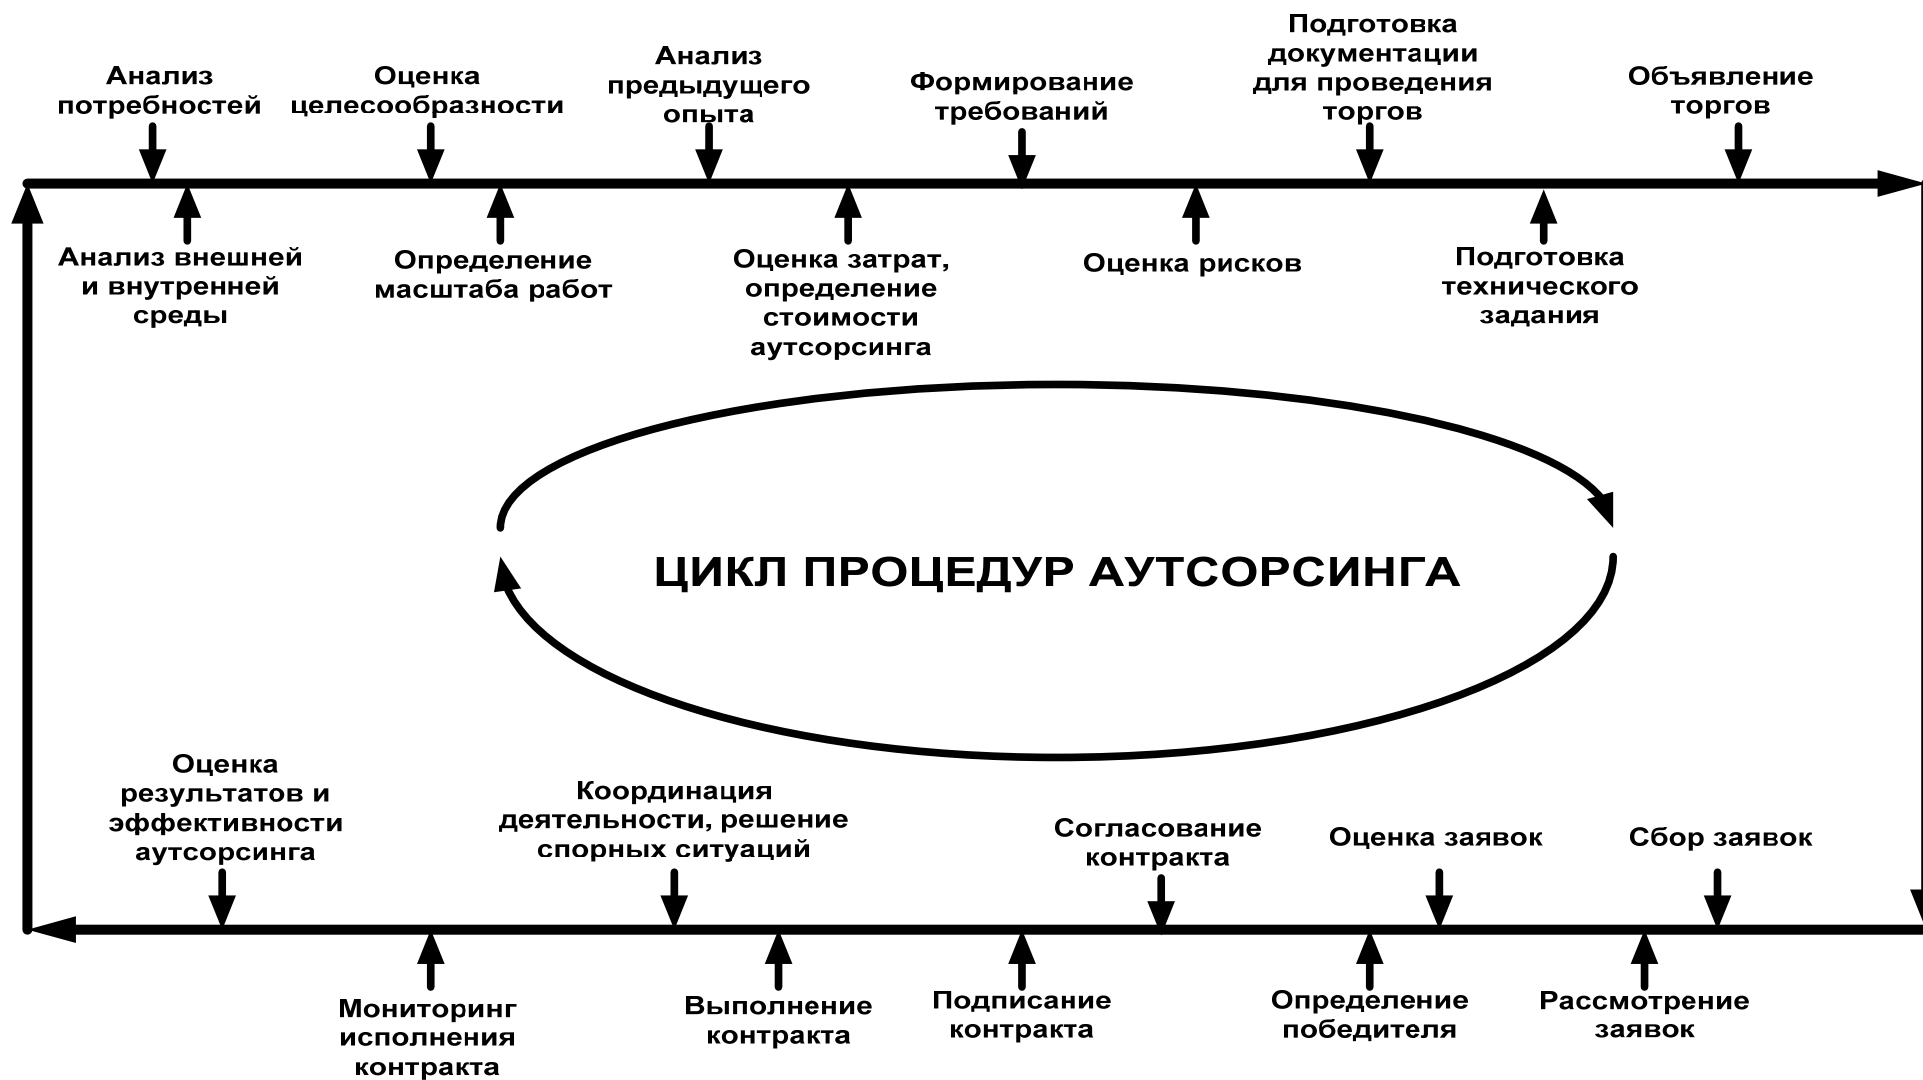 Анализ
потребностей
Оценка
целесообразности
Анализ
предыдущего
опыта
Формирование
требований
Подготовка
документации
для проведения
торгов
Объявление
торгов
Анализ внешней
и внутренней
среды
Определение
масштаба работ
Оценка затрат,
определение
стоимости
аутсорсинга
Оценка рисков
Подготовка
технического
задания
ЦИКЛ ПРОЦЕДУР АУТСОРСИНГА
Оценка
результатов и
эффективности
аутсорсинга
Координация
деятельности, решение
спорных ситуаций
Согласование
контракта
Оценка заявок
Сбор заявок
Мониторинг
исполнения
контракта
Выполнение
контракта
Подписание
контракта
Определение
победителя
Рассмотрение
заявок